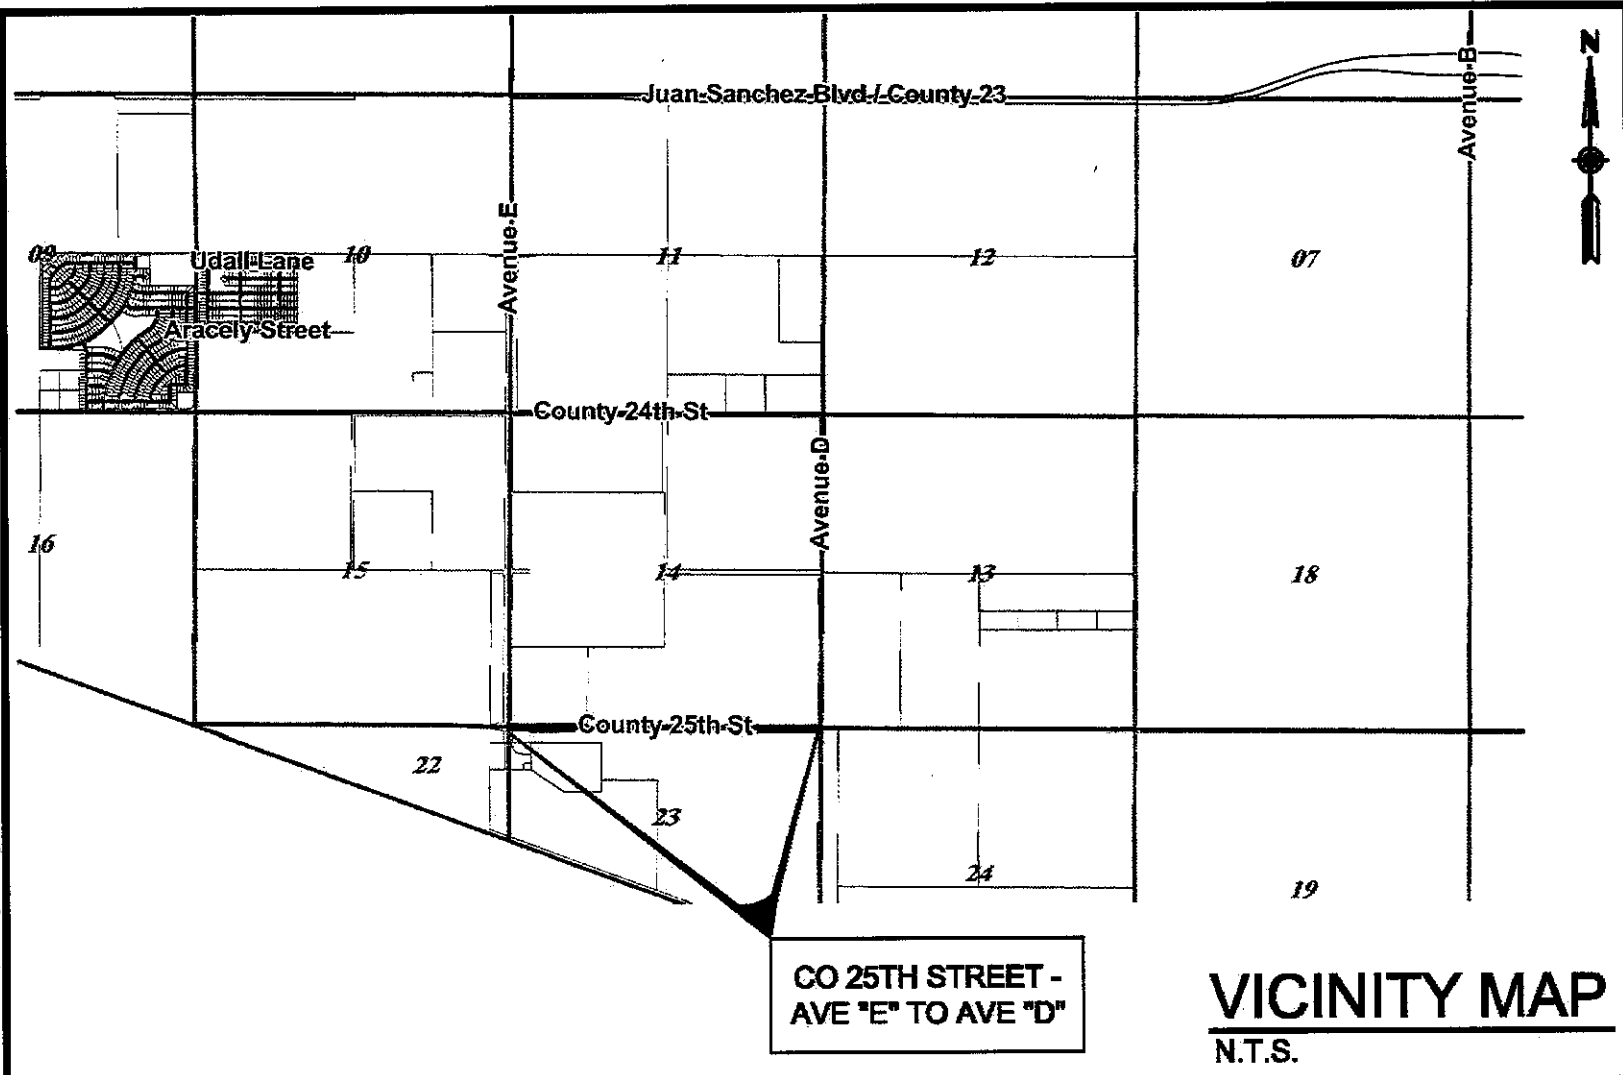 N
Juan Sanchez Blvd / County 23
Avenue B
Avenue E
09
Udall Lane
10
11
12
07
Aracely Street
County 24th St
Avenue D
16
15
14
13
18
County 25th St
22
23
24
19
CO 25TH STREET -
AVE "E" TO AVE "D"
VICINITY MAP
N.T.S.